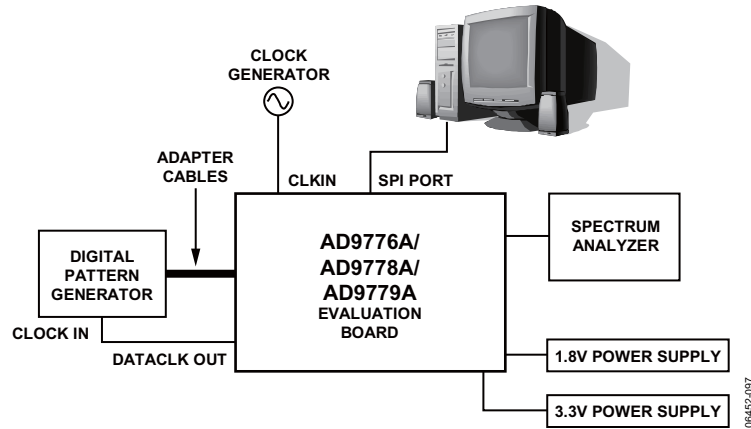 CLOCK
GENERATOR
ADAPTER
CABLES
CLKIN
SPI PORT
DIGITAL
PATTERN
GENERATOR
AD9776A/
AD9778A/
AD9779A
EVALUATION
BOARD
SPECTRUM
ANALYZER
CLOCK IN
DATACLK OUT
1.8V POWER SUPPLY
3.3V POWER SUPPLY
06452-097